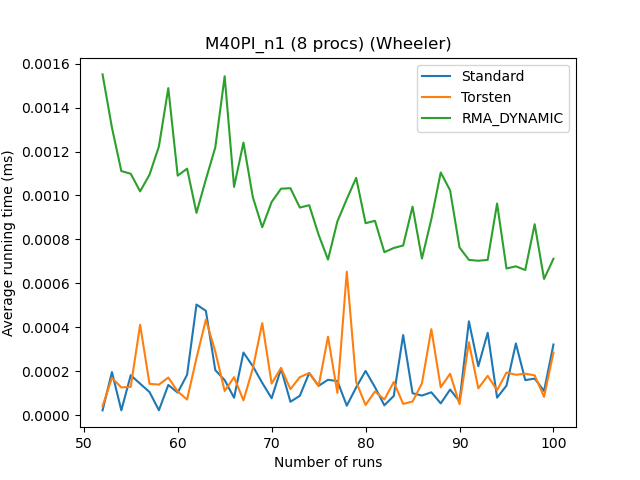 M40PI_n1 (8 procs) (Wheeler)
Standard
Torsten
RMA_DYNAMIC
Average running time (ms)
0.0016
0.0014
0.0012
0.0010
0.0008
0.0006
0.0004
0.0002
0.0000
50
60
70
80
90
100
Number of runs